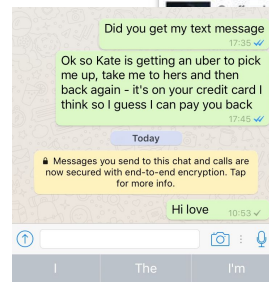 Did you get my text message
17:35
Ok so Kate is getting an uber to pick
me up, take me to hers and then
back again - it's on your credit card I
think so I guess I can pay you back
17:45
Today
Messages you send to this chat and calls are
now secured with end-to-end encryption. Tap
for more info.
Hi love 10:53
I The I'm